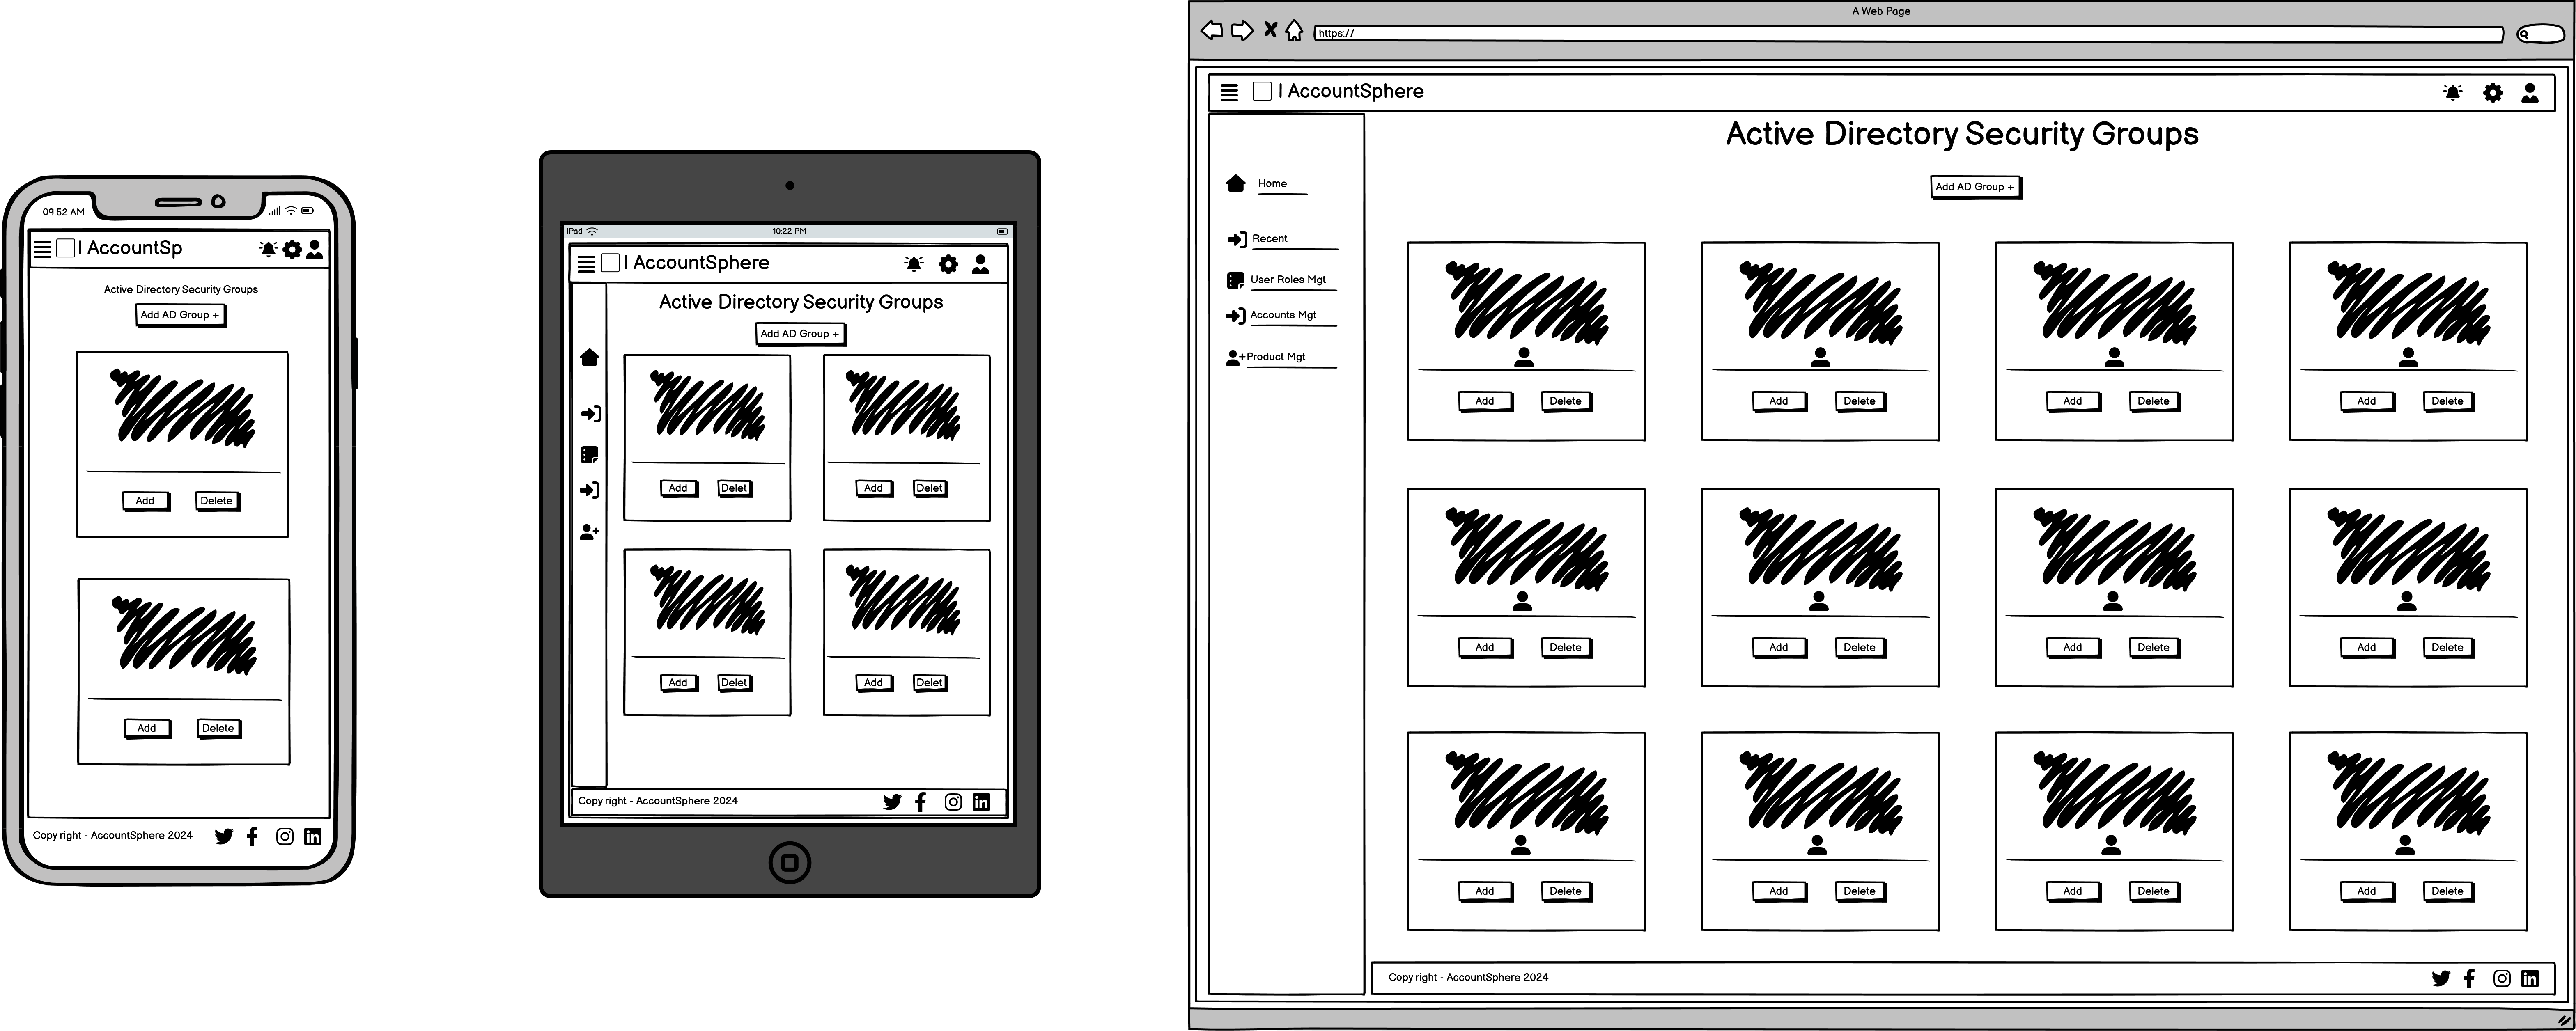 09:52 AM
| AccountSp
Active Directory Security Groups
Add AD Group +
Add Delete
Add Delete
Copy right - AccountSphere 2024
iPad 10:22 PM
| AccountSphere
Active Directory Security Groups
Add AD Group +
Add Delet Add Delet
Add Delet Add Delet
Copy right - AccountSphere 2024
A Web Page
https://
| AccountSphere
Active Directory Security Groups
Add AD Group +
Home
Recent
User Roles Mgt
Accounts Mgt
Product Mgt
Add Delete Add Delete Add Delete Add Delete
Add Delete Add Delete Add Delete Add Delete
Add Delete Add Delete Add Delete Add Delete
Copy right - AccountSphere 2024